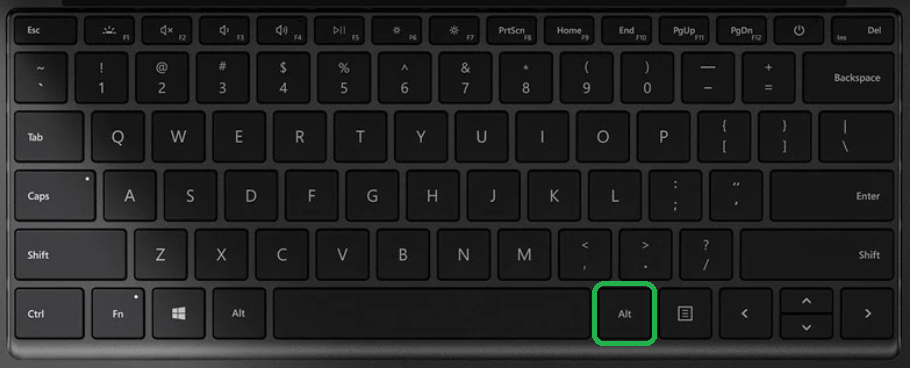 Esc F1 F2 F3 F4 F5 F6 F7 PrtScn F8 Home F9 End F10 PgUp F11 PgDn F12 Ins Del
~ ` ! 1 @ 2 # 3 $ 4 % 5 ^ 6 & 7 * 8 ( 9 ) 0 — – + = Backspace
Tab Q W E R T Y U I O P { [ } ] | \
Caps A S D F G H J K L : ; “ ‘ Enter
Shift Z X C V B N M < , > . ? / Shift
Ctrl Fn Alt Alt < ^ v >